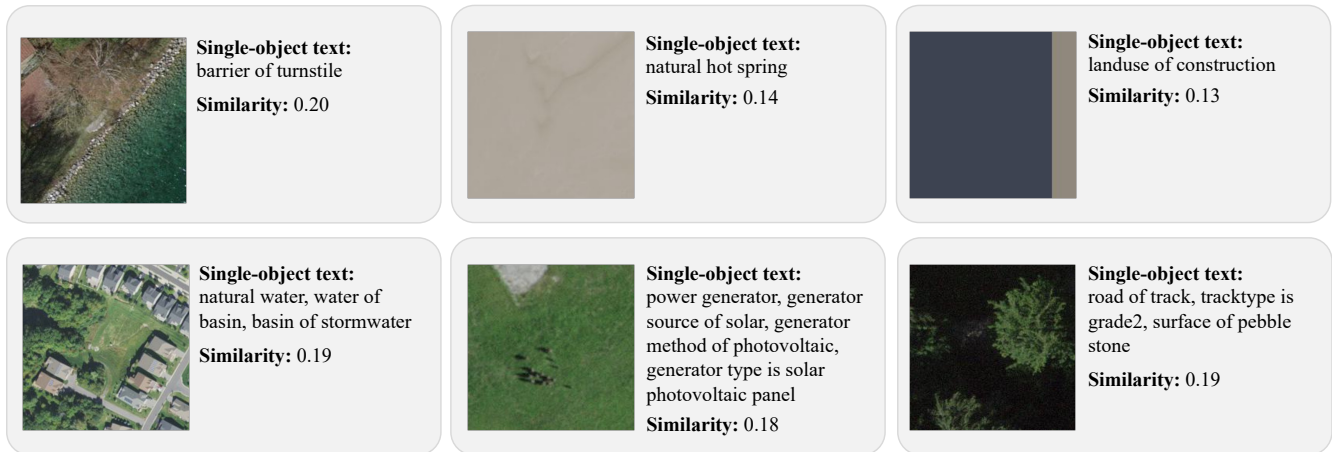 Single-object text:
barrier of turnstile
Similarity: 0.20
Single-object text:
natural hot spring
Similarity: 0.14
Single-object text:
landuse of construction
Similarity: 0.13
Single-object text:
natural water, water of
basin, basin of stormwater
Similarity: 0.19
Single-object text:
power generator, generator
source of solar, generator
method of photovoltaic,
generator type is solar
photovoltaic panel
Similarity: 0.18
Single-object text:
road of track, tracktype is
grade2, surface of pebble
stone
Similarity: 0.19